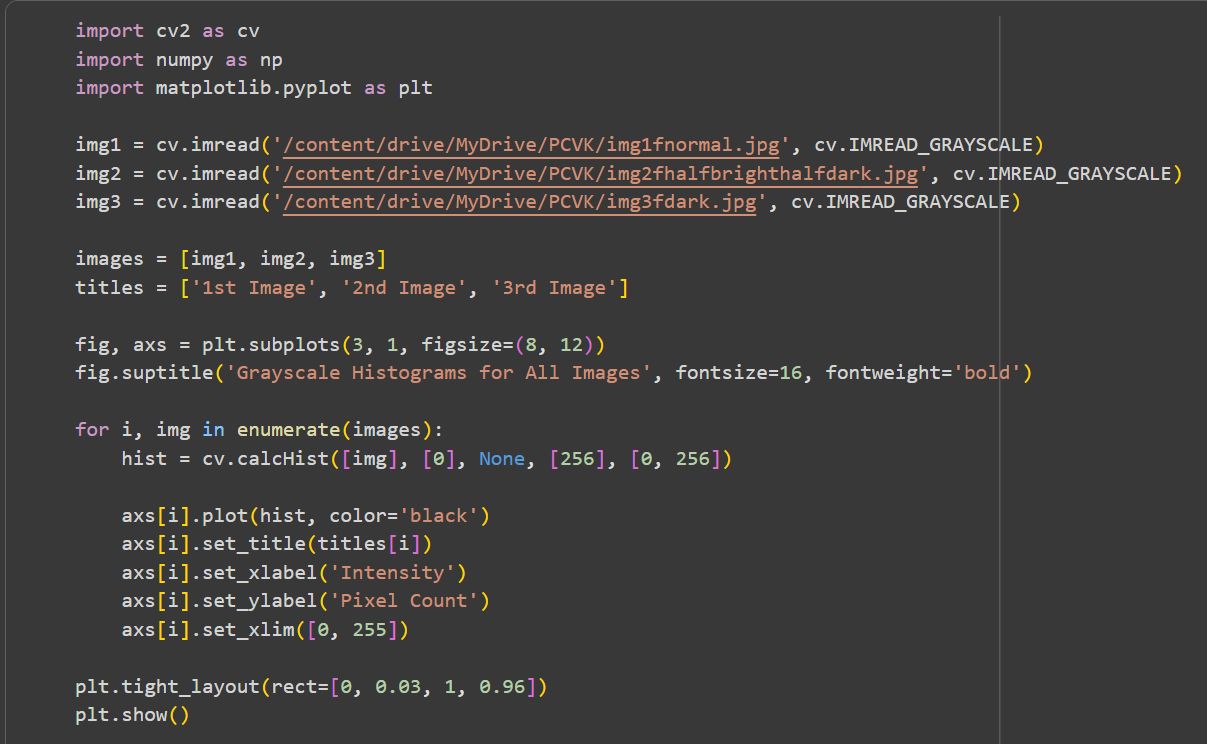 import cv2 as cv
import numpy as np
import matplotlib.pyplot as plt

img1 = cv.imread('/content/drive/MyDrive/PCVK/img1fnormal.jpg', cv.IMREAD_GRAYSCALE)
img2 = cv.imread('/content/drive/MyDrive/PCVK/img2fhalfbrighthalfdark.jpg', cv.IMREAD_GRAYSCALE)
img3 = cv.imread('/content/drive/MyDrive/PCVK/img3fdark.jpg', cv.IMREAD_GRAYSCALE)

images = [img1, img2, img3]
titles = ['1st Image', '2nd Image', '3rd Image']

fig, axs = plt.subplots(3, 1, figsize=(8, 12))
fig.suptitle('Grayscale Histograms for All Images', fontsize=16, fontweight='bold')

for i, img in enumerate(images):
    hist = cv.calcHist([img], [0], None, [256], [0, 256])

    axs[i].plot(hist, color='black')
    axs[i].set_title(titles[i])
    axs[i].set_xlabel('Intensity')
    axs[i].set_ylabel('Pixel Count')
    axs[i].set_xlim([0, 255])

plt.tight_layout(rect=[0, 0.03, 1, 0.96])
plt.show()